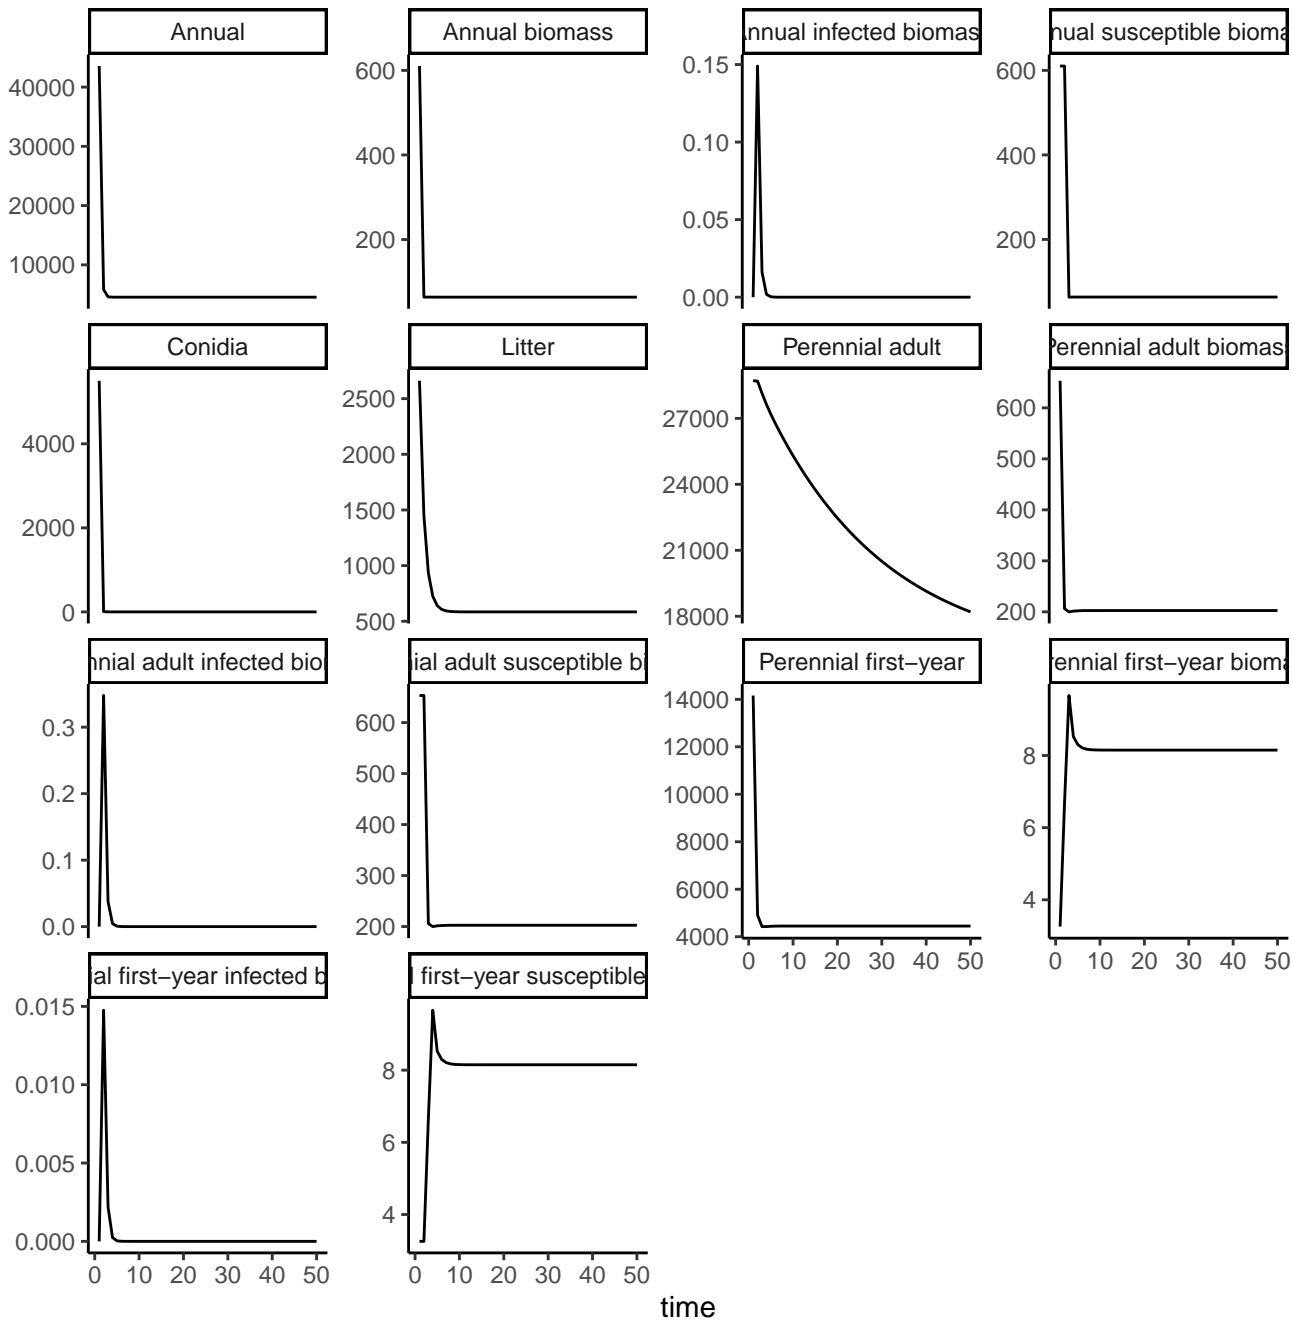 Annual
40000
30000
20000
10000
Annual biomass
600
400
200
nnual infected biomas
0.15
0.10
0.05
0.00
nual susceptible bioma
600
400
200
Conidia
4000
2000
0
Litter
2500
2000
1500
1000
500
Perennial adult
27000
24000
21000
18000
Perennial adult biomas
600
500
400
300
200
nnial adult infected bio
0.3
0.2
0.1
0.0
ial adult susceptible b
600
500
400
300
200
Perennial first−year
14000
12000
10000
8000
6000
4000
0 10 20 30 40 50
rennial first−year bioma
8
6
4
0 10 20 30 40 50
ial first−year infected b
0.015
0.010
0.005
0.000
0 10 20 30 40 50
l first−year susceptible
8
6
4
0 10 20 30 40 50
time